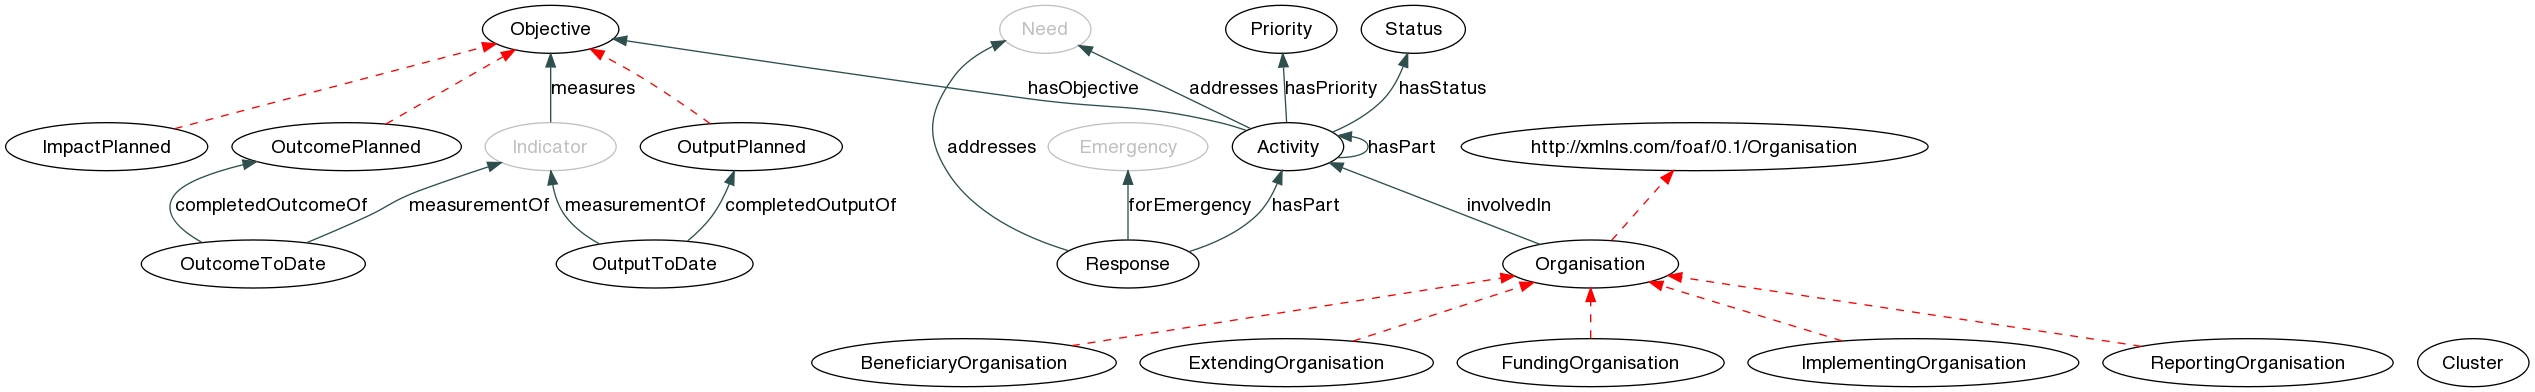 Objective
Need
Priority
Status
measures
hasObjective
addresses
hasPriority
hasStatus
ImpactPlanned
OutcomePlanned
Indicator
OutputPlanned
addresses
Emergency
Activity
hasPart
http://xmlns.com/foaf/0.1/Organisation
completedOutcomeOf
measurementOf
measurementOf
completedOutputOf
forEmergency
hasPart
involvedIn
OutcomeToDate
OutputToDate
Response
Organisation
BeneficiaryOrganisation
ExtendingOrganisation
FundingOrganisation
ImplementingOrganisation
ReportingOrganisation
Cluster